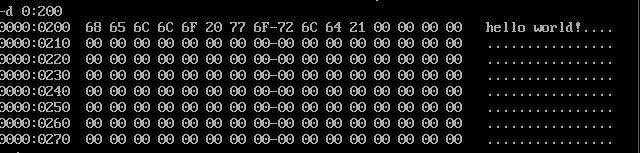 -d 0:200
0000:0200 68 65 6C 6C 6F 20 77 6F-72 6C 64 21 00 00 00 00 hello world!....
0000:0210 00 00 00 00 00 00 00 00-00 00 00 00 00 00 00 00 ................
0000:0220 00 00 00 00 00 00 00 00-00 00 00 00 00 00 00 00 ................
0000:0230 00 00 00 00 00 00 00 00-00 00 00 00 00 00 00 00 ................
0000:0240 00 00 00 00 00 00 00 00-00 00 00 00 00 00 00 00 ................
0000:0250 00 00 00 00 00 00 00 00-00 00 00 00 00 00 00 00 ................
0000:0260 00 00 00 00 00 00 00 00-00 00 00 00 00 00 00 00 ................
0000:0270 00 00 00 00 00 00 00 00-00 00 00 00 00 00 00 00 ................